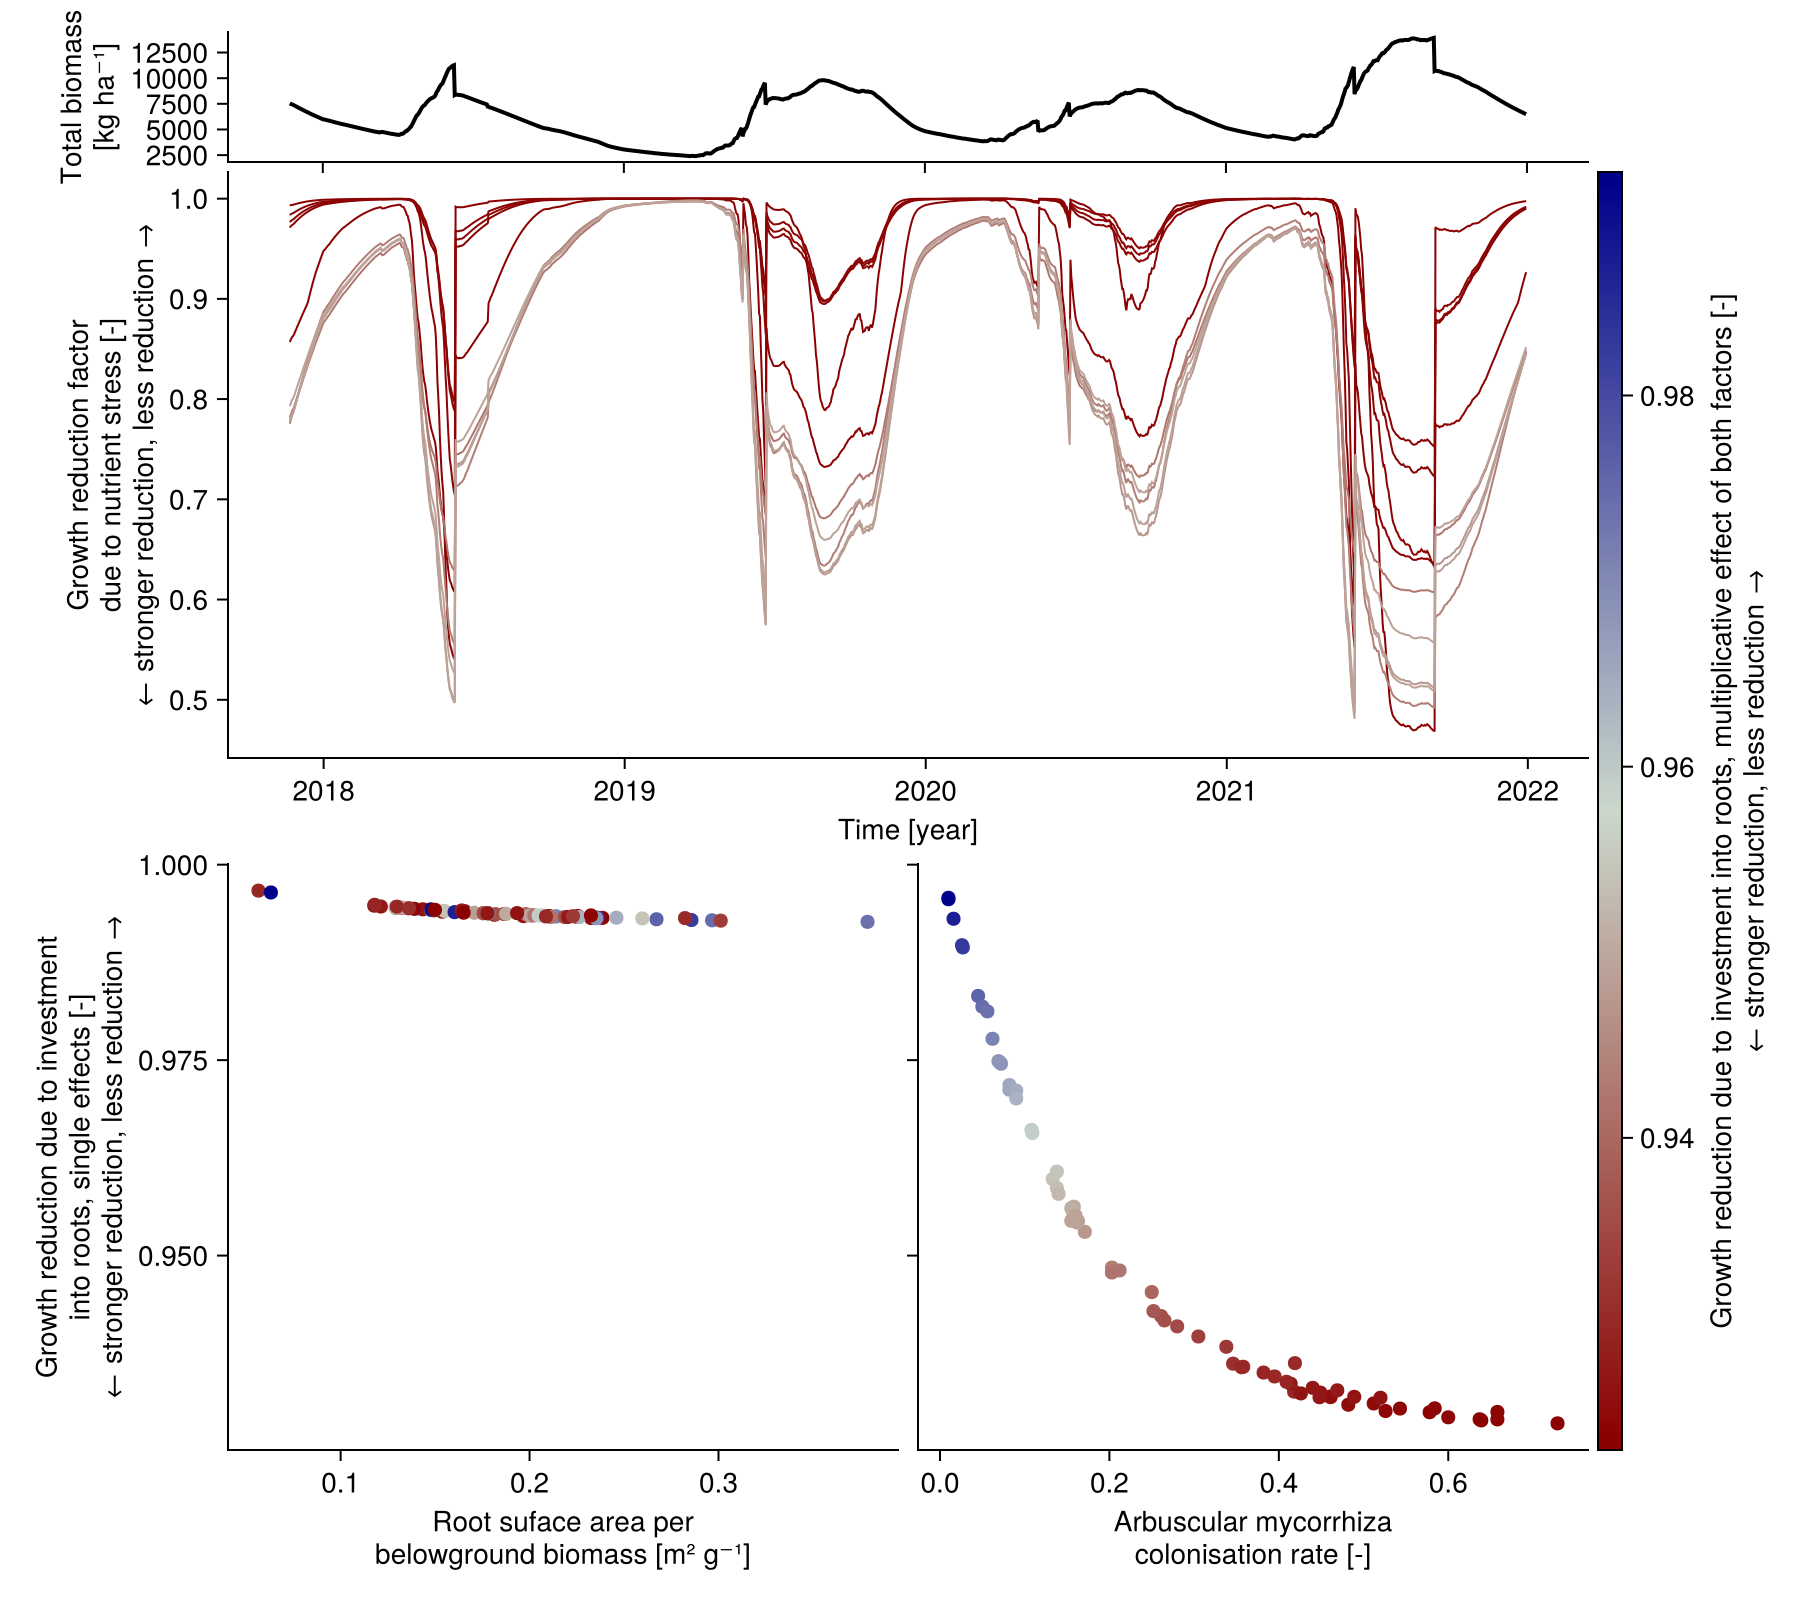 Total biomass
[kg ha⁻¹]
12500
10000
7500
5000
2500
Growth reduction factor
due to nutrient stress [-]
← stronger reduction, less reduction →
1.0
0.9
0.8
0.7
0.6
0.5
2018
2019
2020
2021
2022
Time [year]
Growth reduction due to investment
into roots, single effects [-]
← stronger reduction, less reduction →
1.000
0.975
0.950
0.1
0.2
0.3
Root suface area per
belowground biomass [m² g⁻¹]
0.0
0.2
0.4
0.6
Arbuscular mycorrhiza
colonisation rate [-]
0.98
0.96
0.94
Growth reduction due to investment into roots, multiplicative effect of both factors [-]
← stronger reduction, less reduction →